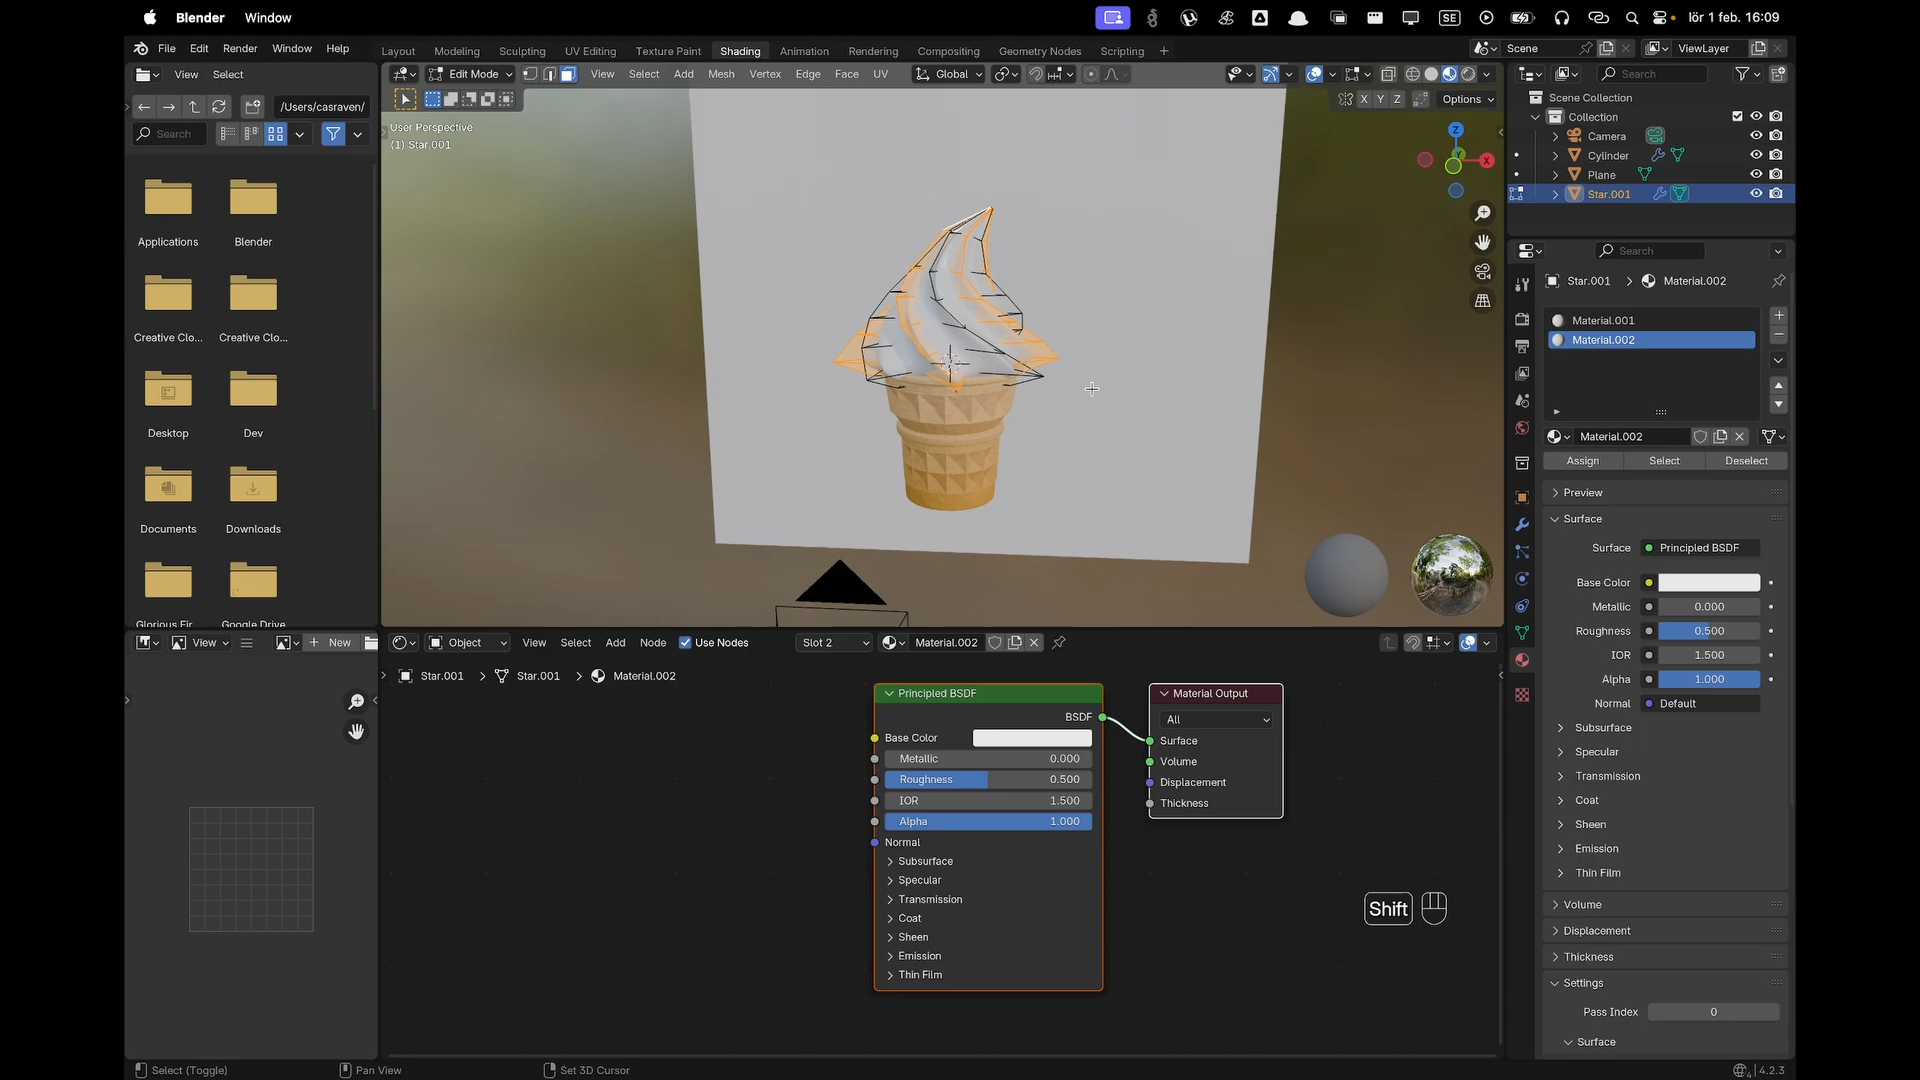 Blender Window SE lör 1 feb. 16:09
File Edit Render Window Help Layout Modeling Sculpting UV Editing Texture Paint Shading Animation Rendering Compositing Geometry Nodes Scripting + Scene ViewLayer
View Select Edit Mode View Select Add Mesh Vertex Edge Face UV Global Search
/Users/casraven/ X Y Z Options
Search
User Perspective
(1) Star.001
Z
X
Scene Collection
Collection
Camera
Cylinder
Plane
Star.001
Applications Blender
Creative Clo... Creative Clo...
Desktop Dev
Documents Downloads
Glorious Fir Google Drive
Search
Star.001 > Material.002
Material.001
Material.002
Material.002
Assign Select Deselect
Preview
Surface
Surface Principled BSDF
Base Color
Metallic 0.000
Roughness 0.500
IOR 1.500
Alpha 1.000
Normal Default
Subsurface
Specular
Transmission
Coat
Sheen
Emission
Thin Film
Volume
Displacement
Thickness
Settings
Pass Index 0
Surface
View + New Object View Select Add Node Use Nodes Slot 2 Material.002
Star.001 > Star.001 > Material.002
Principled BSDF
BSDF
Base Color
Metallic 0.000
Roughness 0.500
IOR 1.500
Alpha 1.000
Normal
Subsurface
Specular
Transmission
Coat
Sheen
Emission
Thin Film
Material Output
All
Surface
Volume
Displacement
Thickness
Shift
Select (Toggle) Pan View Set 3D Cursor 4.2.3